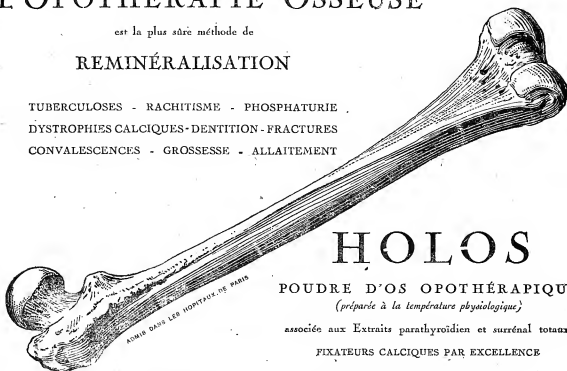 L'OPOTHÉRAPIE OSSEUSE
est la plus sûre méthode de
REMINÉRALISATION
TUBERCULOSES - RACHITISME - PHOSPHATURIE
DYSTROPHIES CALCIQUES - DENTITION - FRACTURES
CONVALESCENCES - GROSSESSE - ALLAITEMENT
ADMIS DANS LES HOPITAUX DE PARIS
HOLOS
POUDRE D'OS OPOTHÉRAPIQU
(préparée à la température physiologique)
associée aux Extraits parathyroïdien et surrénal totaux
FIXATEURS CALCIQUES PAR EXCELLENCE